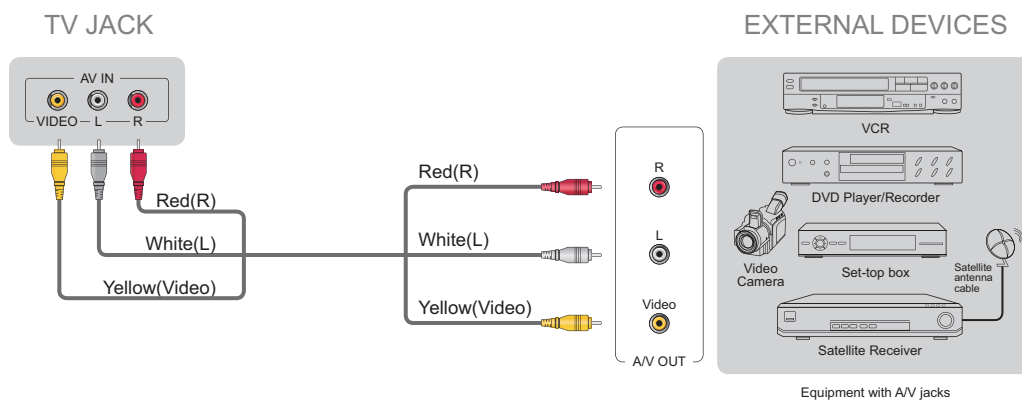 TV JACK
EXTERNAL DEVICES
AV IN
VIDEO L R
Red(R)
White(L)
Yellow(Video)
Red(R)
White(L)
Yellow(Video)
R
L
Video
A/V OUT
VCR
DVD Player/Recorder
Video
Camera
Set-top box
Satellite
antenna
cable
Satellite Receiver
Equipment with A/V jacks